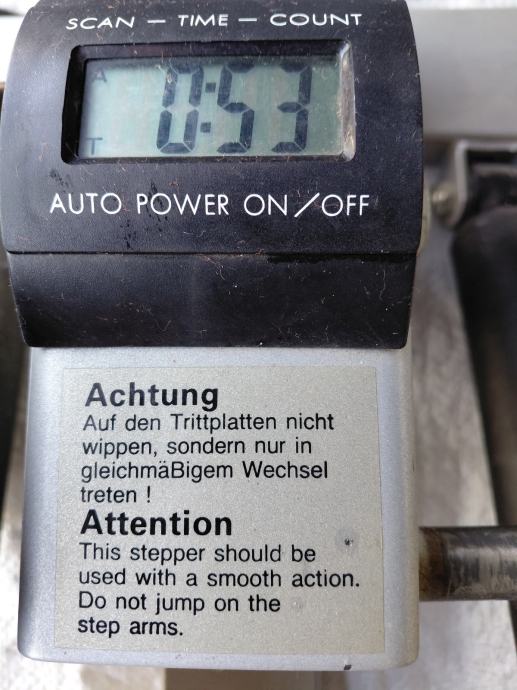 SCAN — TIME — COUNT
A
0:53
T
AUTO POWER ON/OFF
Achtung
Auf den Trittplatten nicht
wippen, sondern nur in
gleichmäBigem Wechsel
treten !
Attention
This stepper should be
used with a smooth action.
Do not jump on the
step arms.